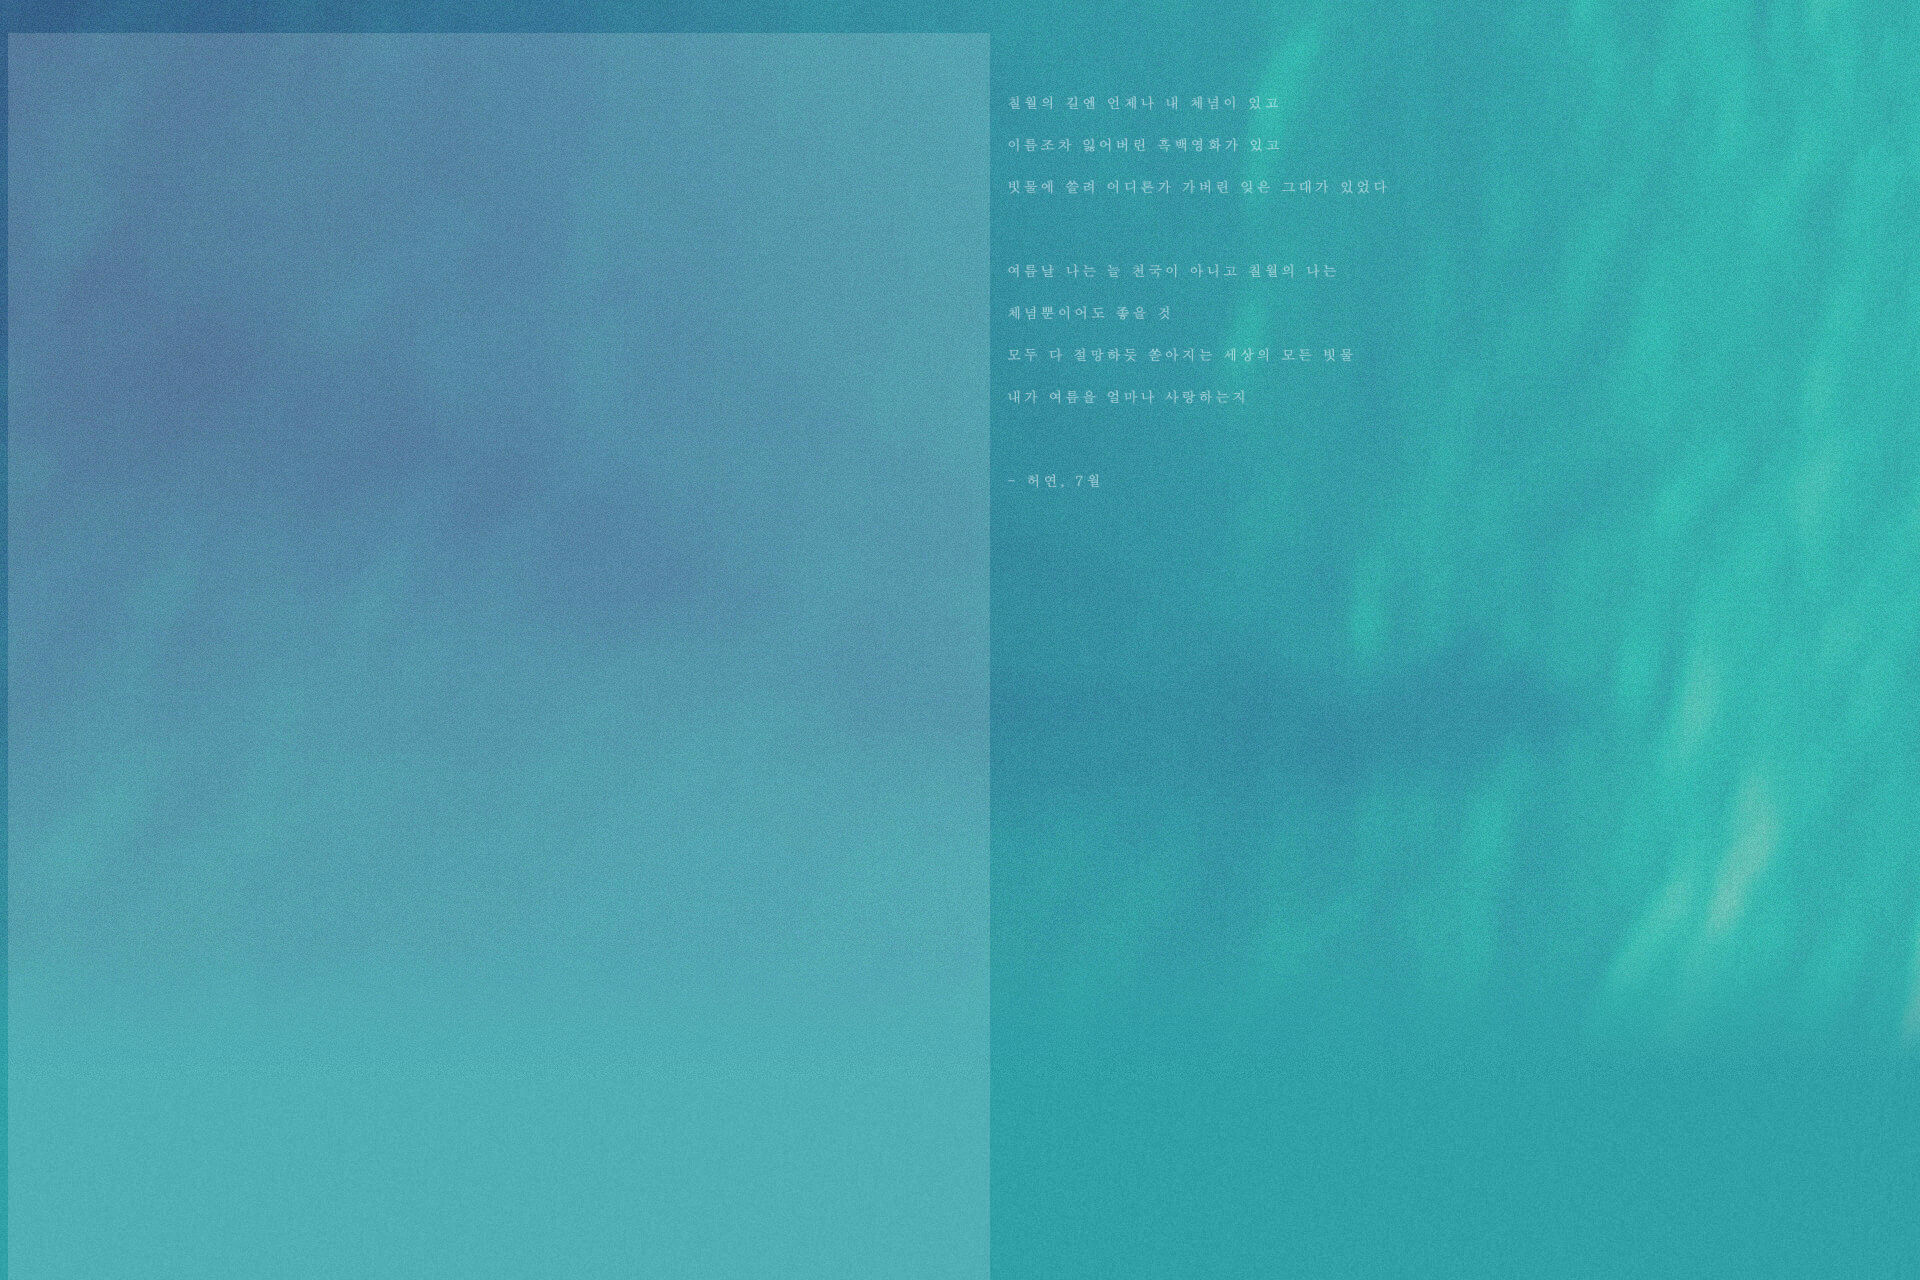 칠월의 길엔 언제나 내 체념이 있고
이름조차 잃어버린 흑백영화가 있고
빗물에 쓸려 어디론가 가버린 잊은 그대가 있었다
여름날 나는 늘 천국이 아니고 칠월의 나는
체념뿐이어도 좋을 것
모두 다 절망하듯 쏟아지는 세상의 모든 빗물
내가 여름을 얼마나 사랑하는지
- 허연, 7월